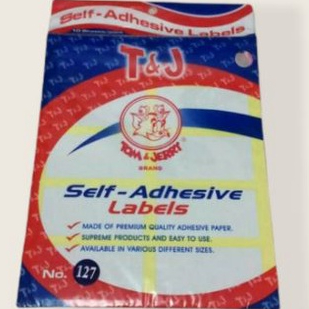 Self-Adhesive Labels
T&J
TOM & JERRY
BRAND
Self-Adhesive
Labels
MADE OF PREMIUM QUALITY ADHESIVE PAPER.
SUPREME PRODUCTS AND EASY TO USE.
AVAILABLE IN VARIOUS DIFFERENT SIZES.
No. 127